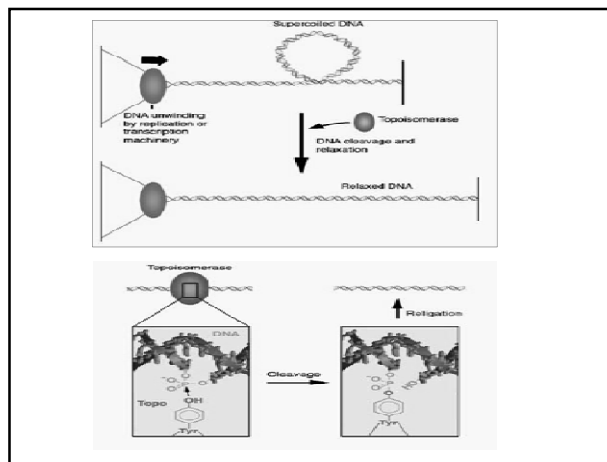 Supercoiled DNA
DNA unwinding
by replication or
transcription
machinery
Topoisomerase
DNA cleavage and
relaxation
Relaxed DNA
Topoisomerase
Religation
DNA
Cleavage
OH
Topo
Tyr
Tyr